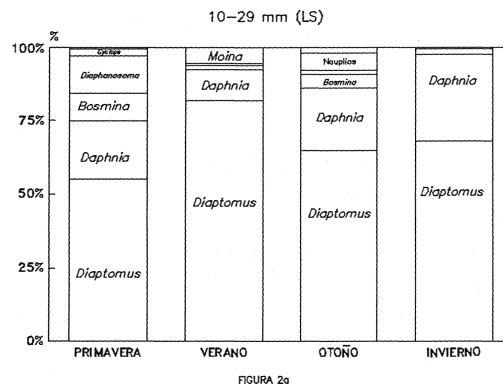 10-29 mm (LS)
%
100%
75%
50%
25%
0%
Cyclops
Diaphanosoma
Bosmina
Daphnia
Diaptomus
Moina
Daphnia
Diaptomus
Nauplios
Bosmina
Daphnia
Diaptomus
Daphnia
Diaptomus
PRIMAVERA
VERANO
OTOÑO
INVIERNO
FIGURA 2a